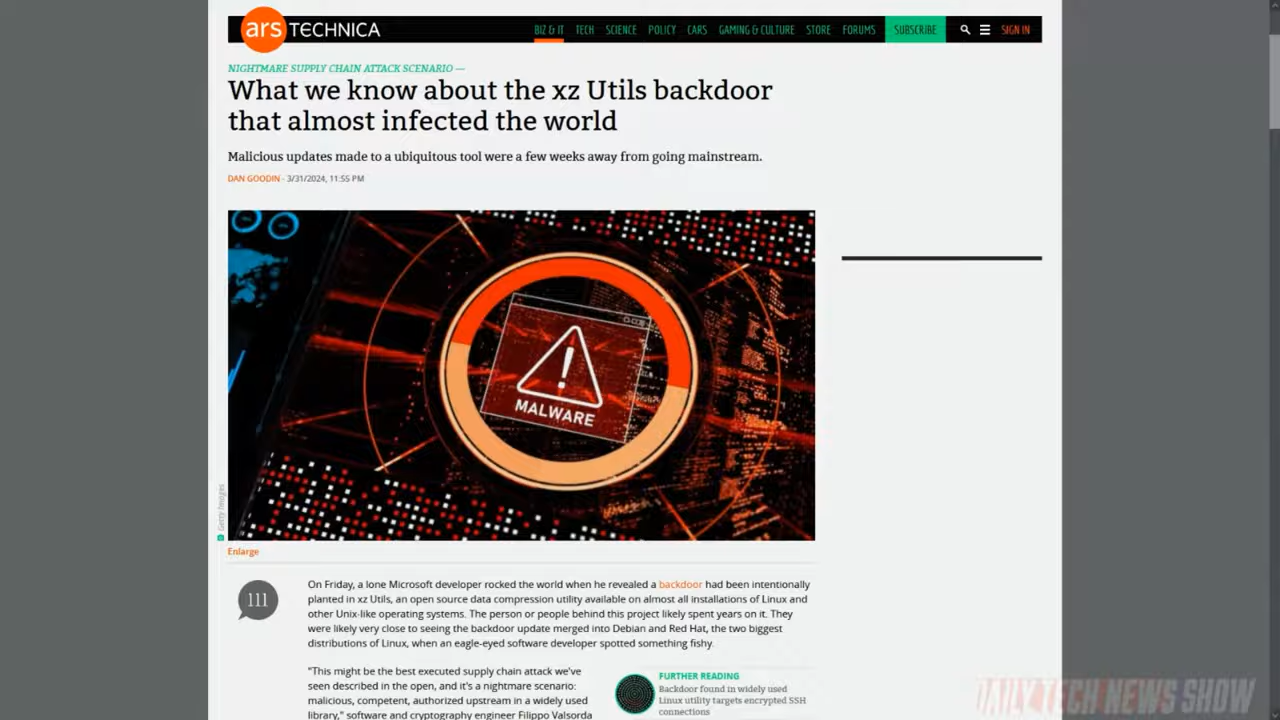 ars TECHNICA
BIZ & IT TECH SCIENCE POLICY CARS GAMING & CULTURE STORE FORUMS SUBSCRIBE SIGN IN
NIGHTMARE SUPPLY CHAIN ATTACK SCENARIO —
What we know about the xz Utils backdoor
that almost infected the world
Malicious updates made to a ubiquitous tool were a few weeks away from going mainstream.
DAN GOODIN - 3/31/2024, 11:55 PM
MALWARE
Getty Images
Enlarge
111
On Friday, a lone Microsoft developer rocked the world when he revealed a backdoor had been intentionally
planted in xz Utils, an open source data compression utility available on almost all installations of Linux and
other Unix-like operating systems. The person or people behind this project likely spent years on it. They
were likely very close to seeing the backdoor update merged into Debian and Red Hat, the two biggest
distributions of Linux, when an eagle-eyed software developer spotted something fishy.
"This might be the best executed supply chain attack we've
seen described in the open, and it's a nightmare scenario:
malicious, competent, authorized upstream in a widely used
library," software and cryptography engineer Filippo Valsorda
FURTHER READING
Backdoor found in widely used
Linux utility targets encrypted SSH
connections
DAILY TECH NEWS SHOW